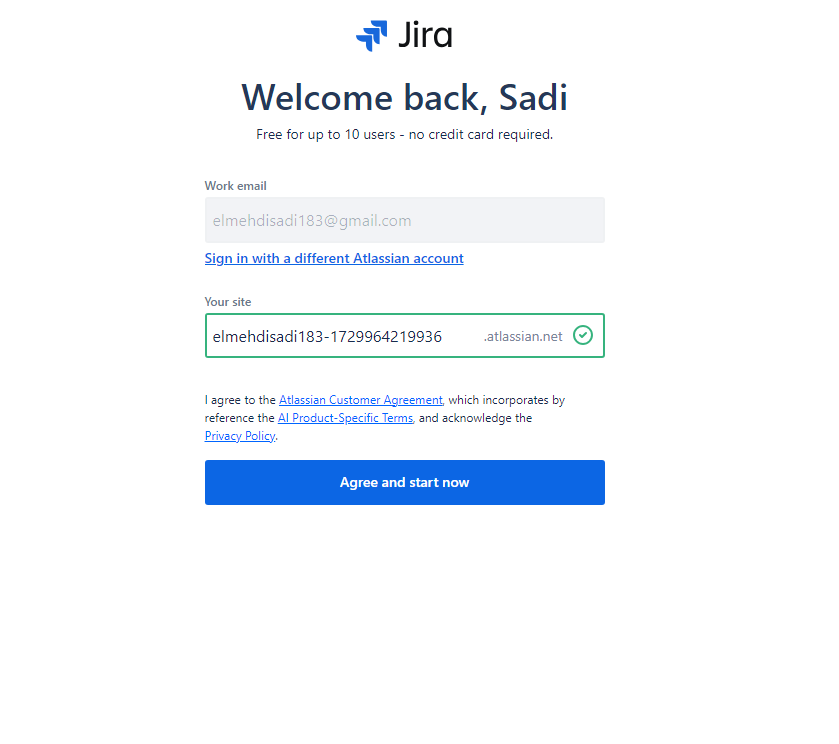 Jira
Welcome back, Sadi
Free for up to 10 users - no credit card required.
Work email
elmehdisadi183@gmail.com
Sign in with a different Atlassian account
Your site
elmehdisadi183-1729964219936 .atlassian.net
I agree to the Atlassian Customer Agreement, which incorporates by
reference the AI Product-Specific Terms, and acknowledge the
Privacy Policy.
Agree and start now